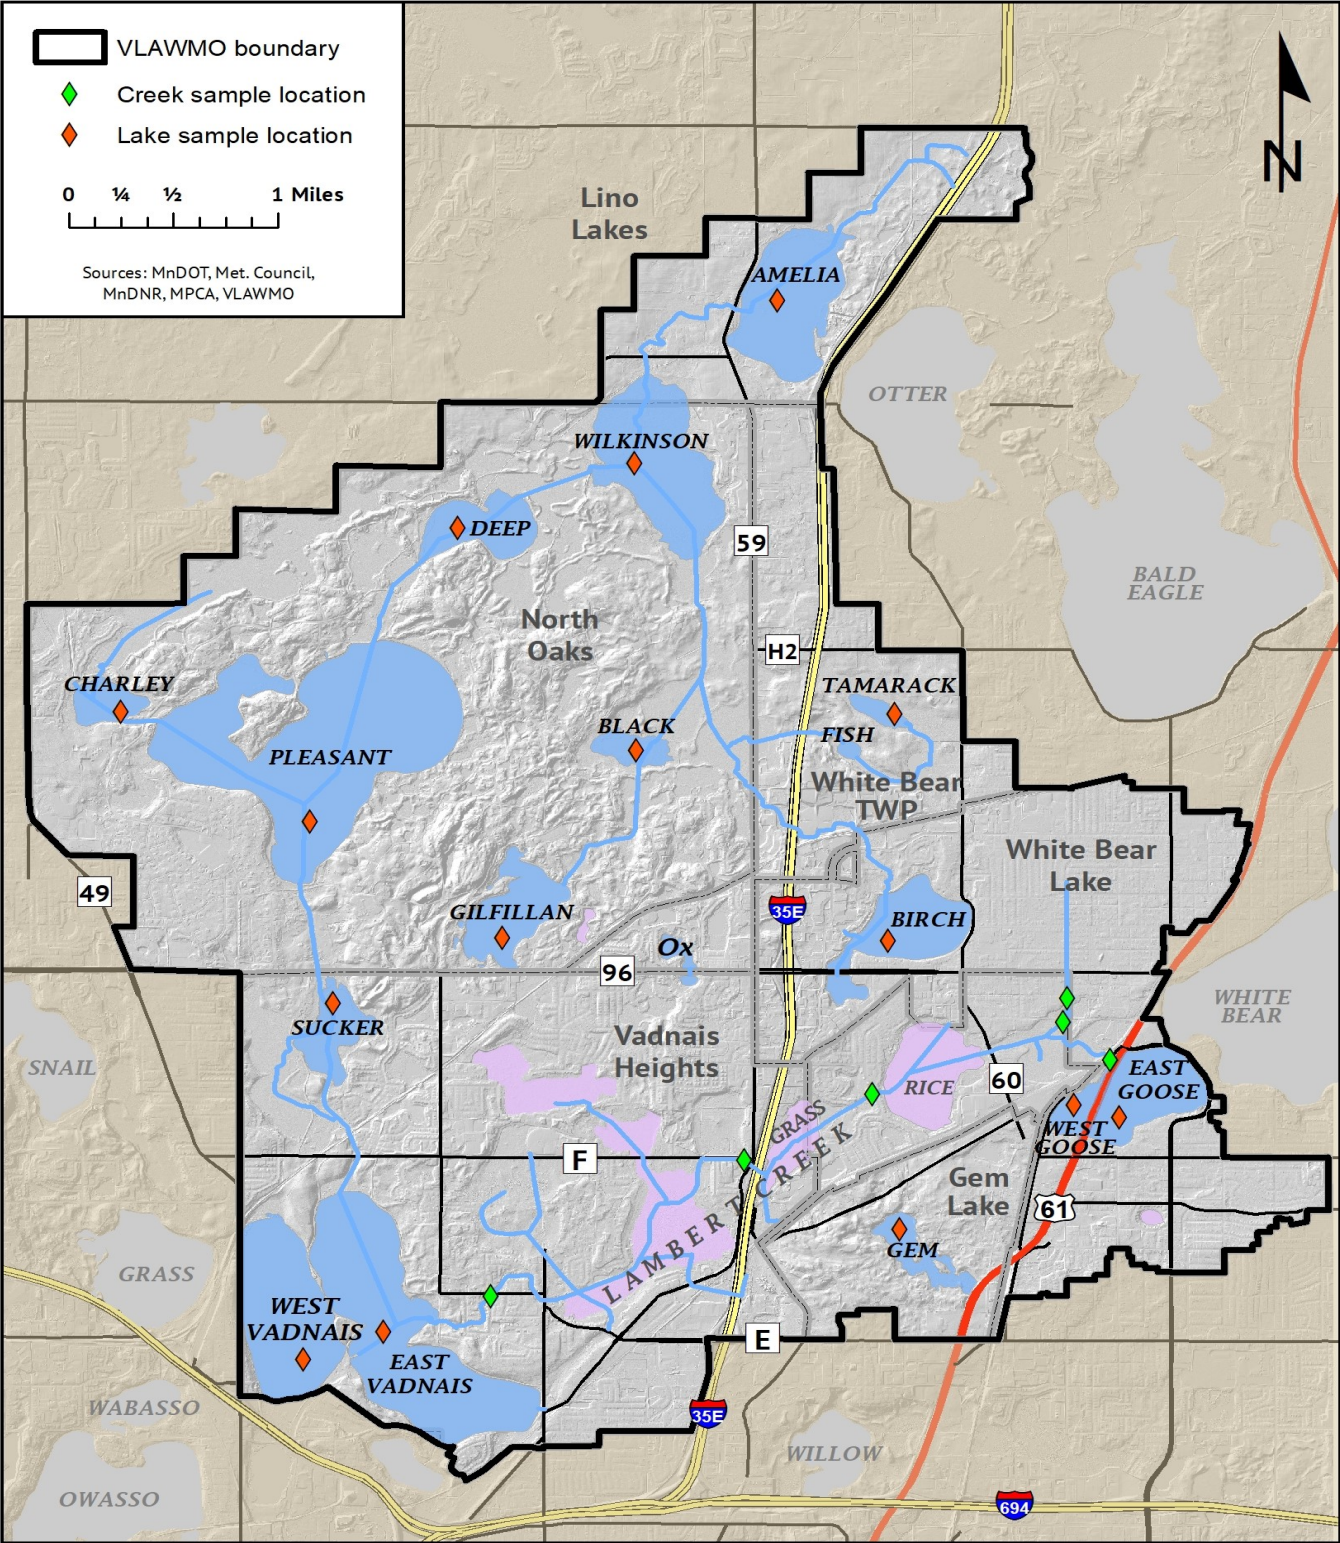 VLAWMO boundary
Creek sample location
Lake sample location
0 ¼ ½ 1 Miles
Sources: MnDOT, Met. Council,
MnDNR, MPCA, VLAWMO
N
Lino
Lakes
AMELIA
OTTER
WILKINSON
DEEP
59
BALD
EAGLE
North
Oaks
H2
CHARLEY
TAMARACK
BLACK
FISH
PLEASANT
White Bear
TWP
White Bear
Lake
49
35E
GILFILLAN
BIRCH
Ox
96
SUCKER
WHITE
BEAR
Vadnais
Heights
SNAIL
RICE
60
EAST
GOOSE
GRASS
WEST
GOOSE
F
LAMBERT CREEK
Gem
Lake
61
GEM
GRASS
WEST
VADNAIS
E
EAST
VADNAIS
WABASSO
35E
WILLOW
OWASSO
694